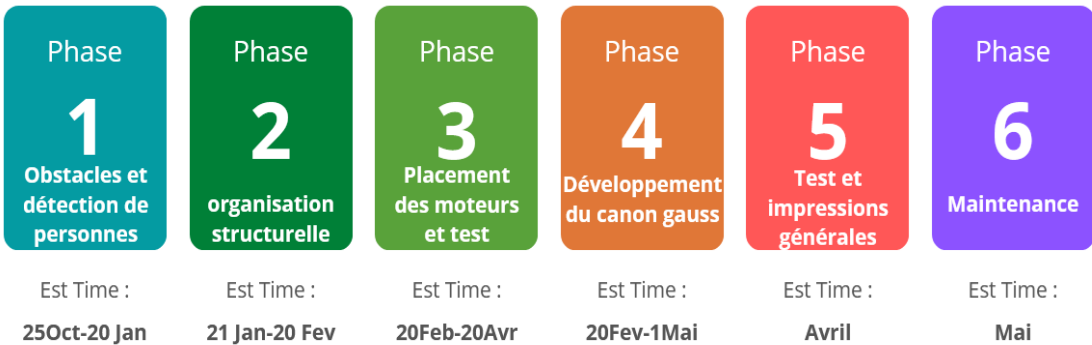 Phase
1
Obstacles et
détection de
personnes
Est Time :
25Oct-20 Jan
Phase
2
organisation
structurelle
Est Time :
21 Jan-20 Fev
Phase
3
Placement
des moteurs
et test
Est Time :
20Feb-20Avr
Phase
4
Développement
du canon gauss
Est Time :
20Fev-1Mai
Phase
5
Test et
impressions
générales
Est Time :
Avril
Phase
6
Maintenance
Est Time :
Mai